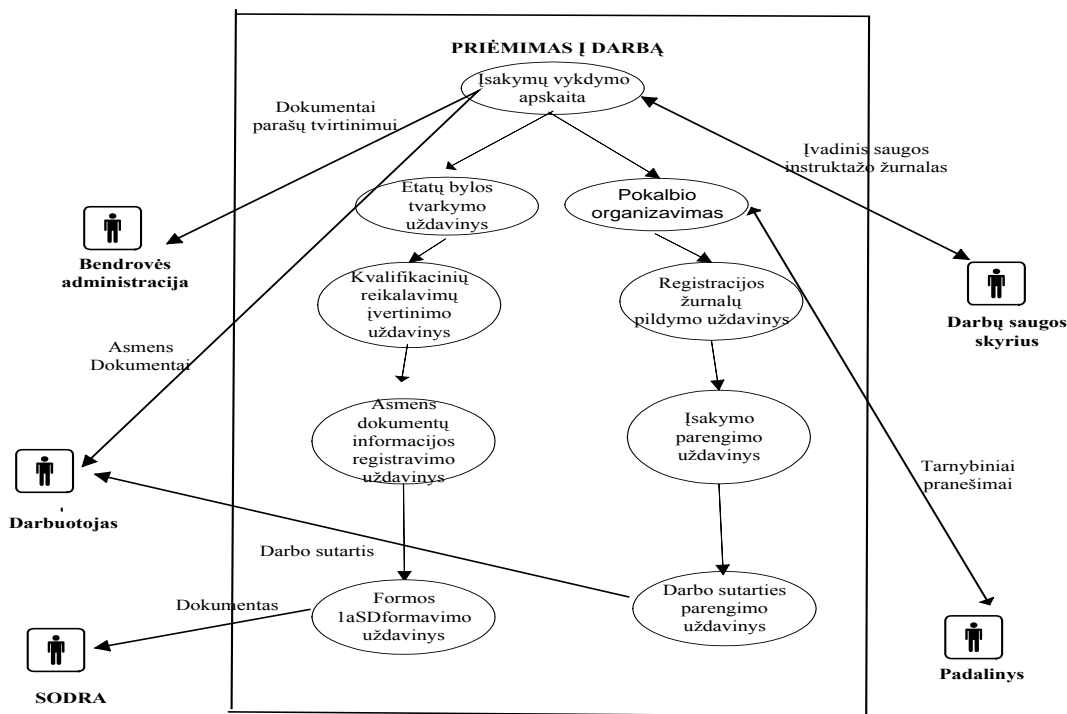 PRIĖMIMAS Į DARBĄ
Įsakymų vykdymo
apskaita
Dokumentai
parašų tvirtinimui
Įvadinis saugos
instruktažo žurnalas
Etatų bylos
tvarkymo
uždavinys
Pokalbio
organizavimas
Bendrovės
administracija
Kvalifikacinių
reikalavimų
įvertinimo
uždavinys
Registracijos
žurnalų
pildymo uždavinys
Darbų saugos
skyrius
Asmens
Dokumentai
Asmens
dokumentų
informacijos
registravimo
uždavinys
Įsakymo
parengimo
uždavinys
Tarnybiniai
pranešimai
Darbuotojas
Darbo sutartis
Dokumentas
Formos
1aSDformavimo
uždavinys
Darbo sutarties
parengimo
uždavinys
SODRA
Padalinys